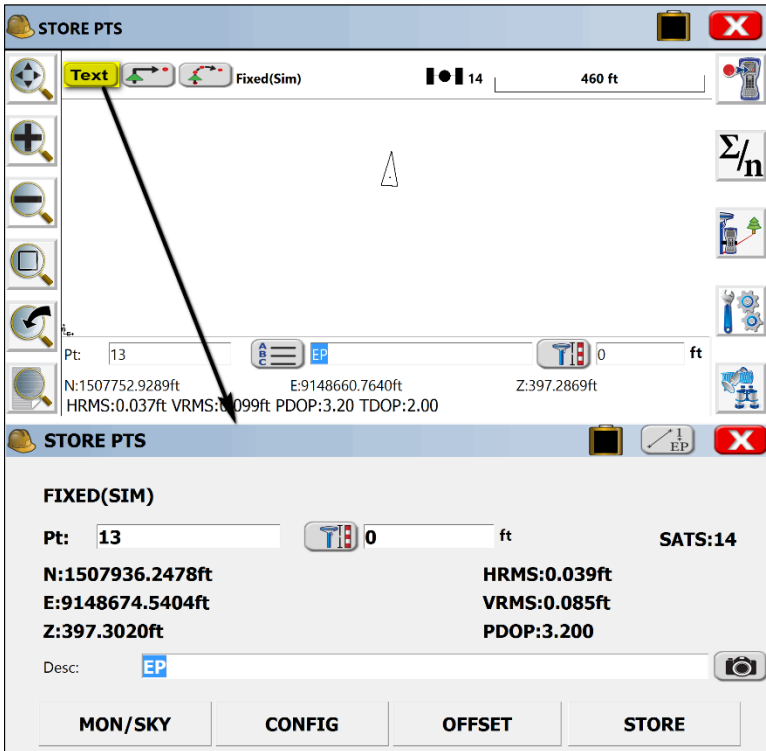 STORE PTS
Text Fixed(Sim) 14 460 ft
Σ/n
Pt: 13 A B C EP 0 ft
N:1507752.9289ft E:9148660.7640ft Z:397.2869ft
HRMS:0.037ft VRMS:0.099ft PDOP:3.20 TDOP:2.00
STORE PTS 1 EP X
FIXED(SIM)
Pt: 13 0 ft SATS:14
N:1507936.2478ft HRMS:0.039ft
E:9148674.5404ft VRMS:0.085ft
Z:397.3020ft PDOP:3.200
Desc: EP
MON/SKY CONFIG OFFSET STORE